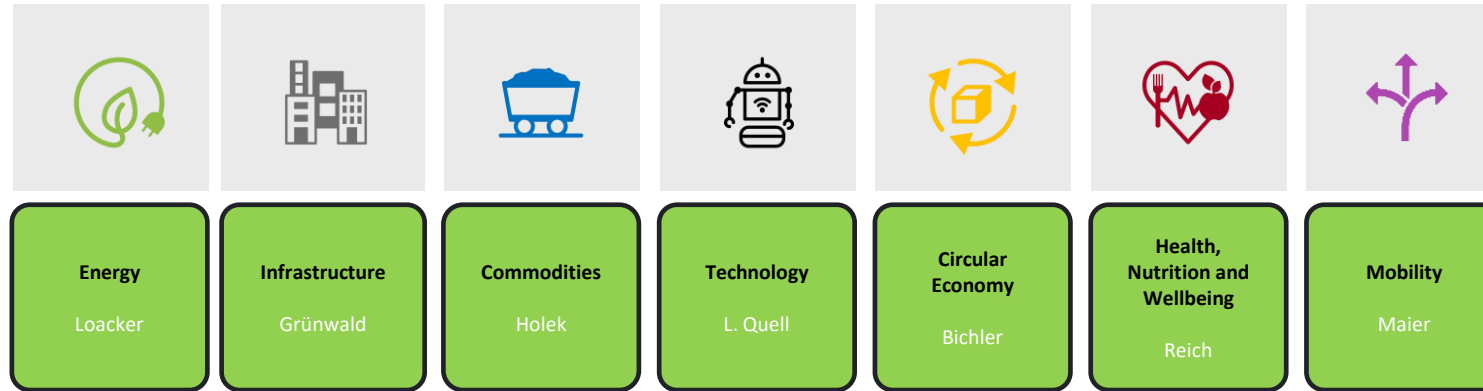 Energy
Loacker
Infrastructure
Grünwald
Commodities
Holek
Technology
L. Quell
Circular
Economy
Bichler
Health,
Nutrition and
Wellbeing
Reich
Mobility
Maier